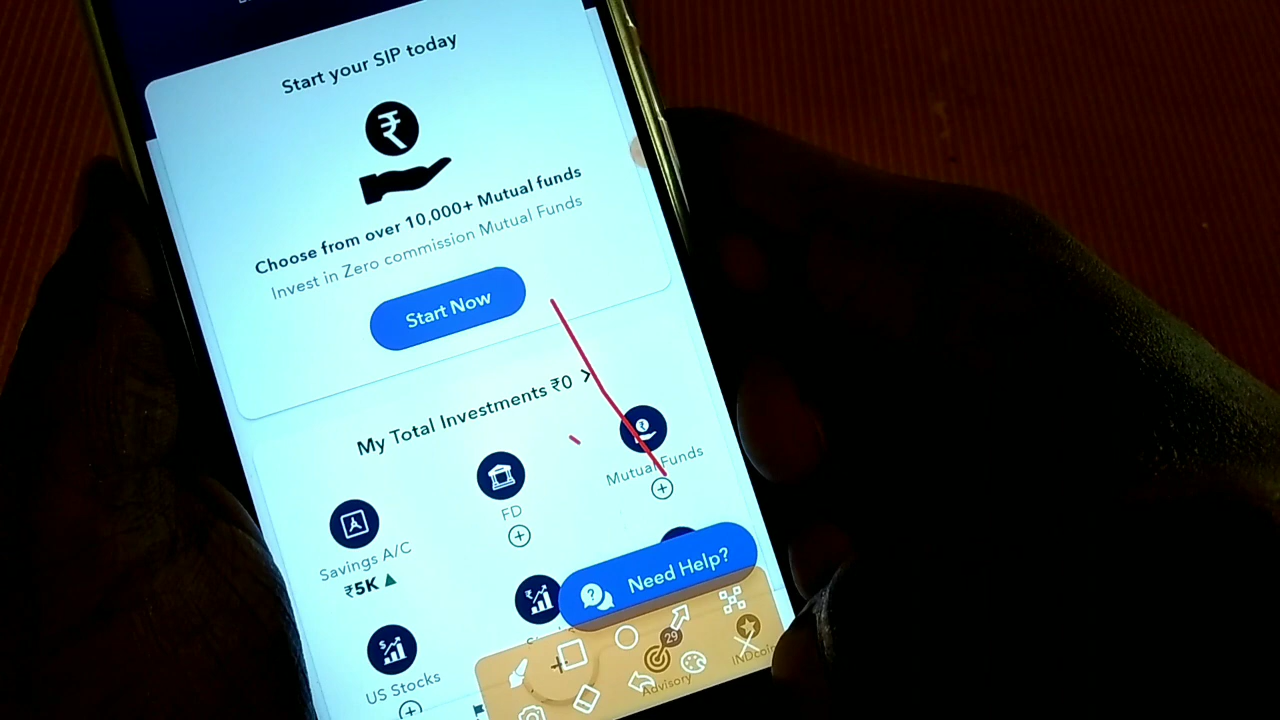 Start your SIP today
₹
Choose from over 10,000+ Mutual funds
Invest in Zero commission Mutual Funds
Start Now
My Total Investments ₹0 >
Savings A/C
₹5K ▲
FD
Mutual Funds
US Stocks
Need Help?
29
Advisory